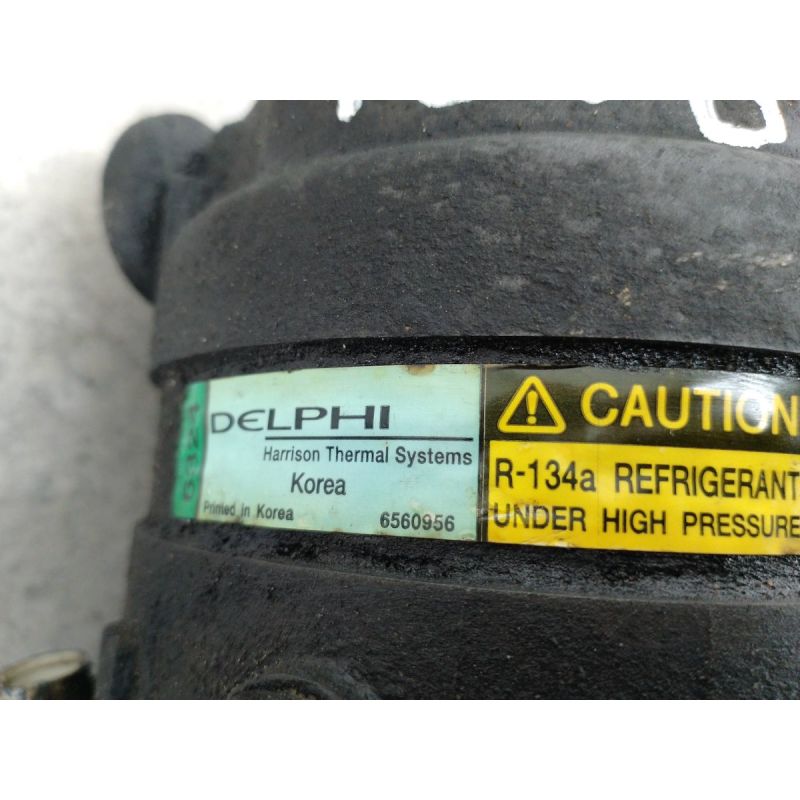 DELPHI
Harrison Thermal Systems
Korea
Printed in Korea 6560956
CAUTION
R-134a REFRIGERANT
UNDER HIGH PRESSURE